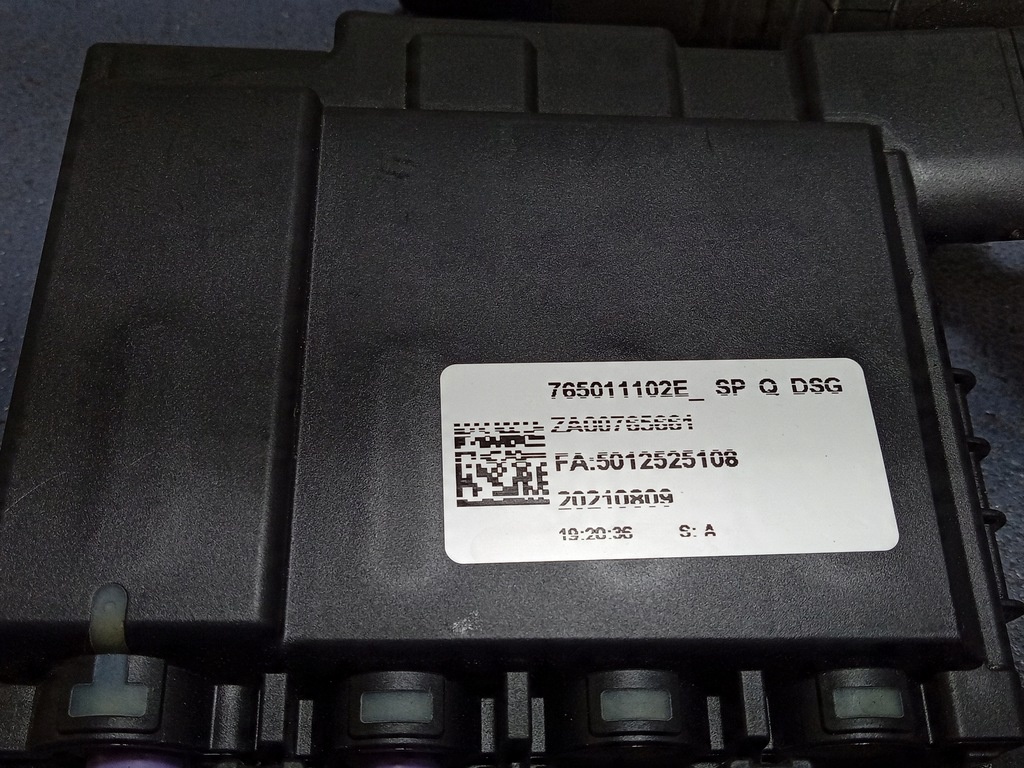 765011102E_ SP Q DSG
ZA00765661
FA:5012525108
20210809
19:20:36 S: A